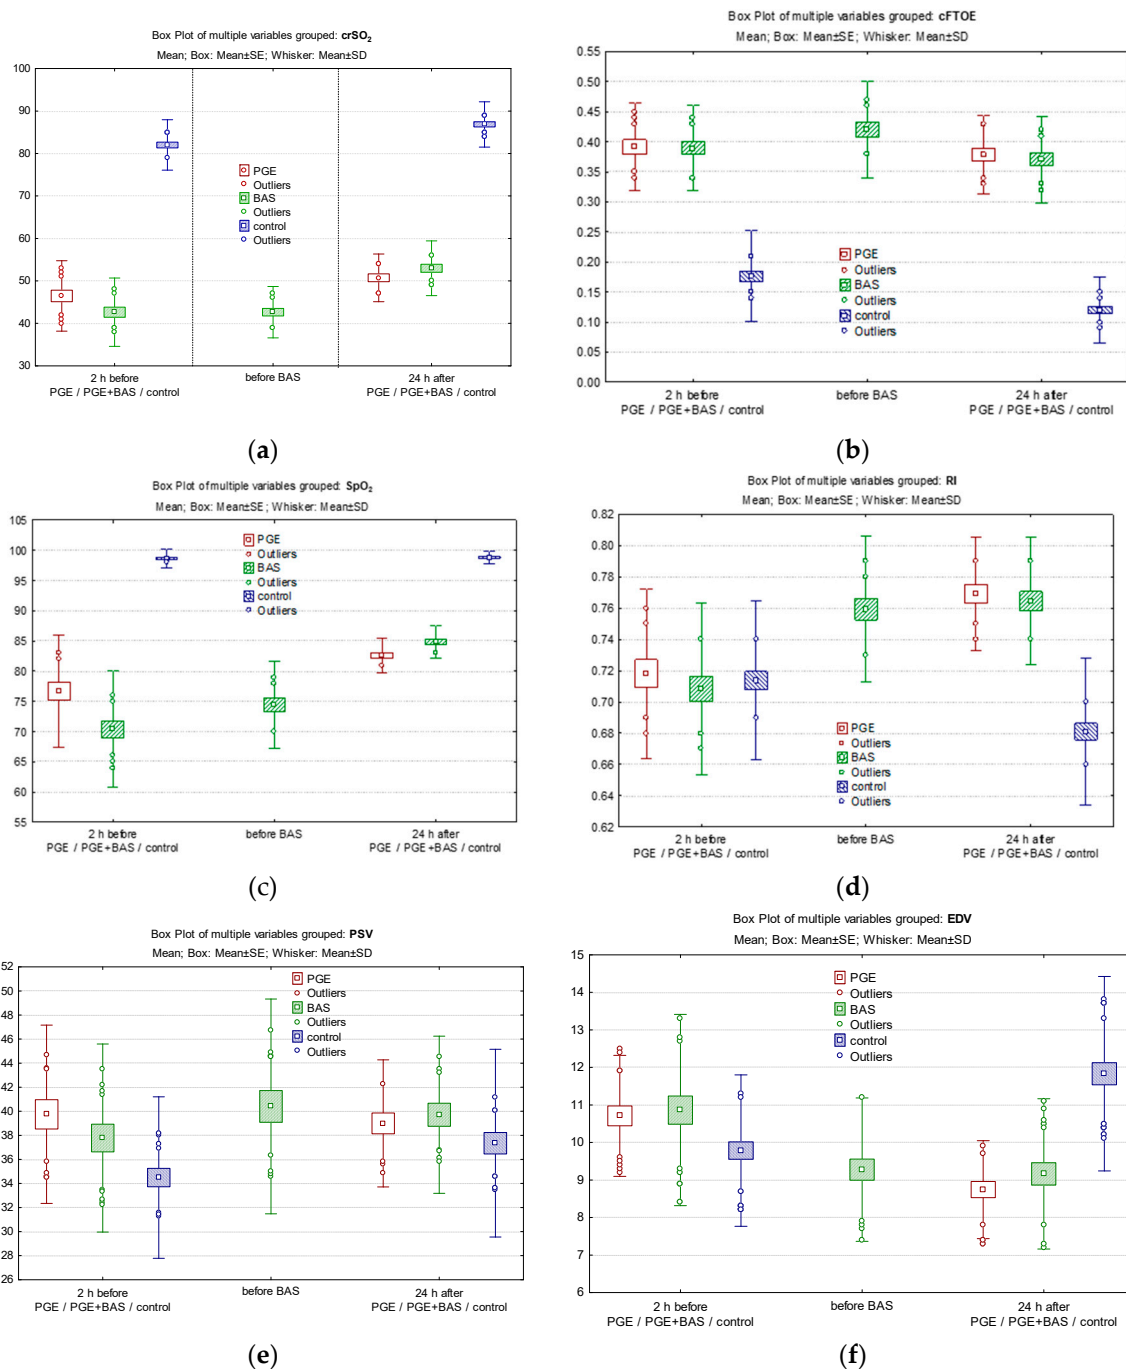 Box Plot of multiple variables grouped: crSO₂
Mean; Box: Mean±SE; Whisker: Mean±SD
100
90
80
70
60
50
40
30
PGE
Outliers
BAS
Outliers
control
Outliers
2 h before
PGE / PGE+BAS / control
before BAS
24 h after
PGE / PGE+BAS / control
(a)
Box Plot of multiple variables grouped: cFTOE
Mean; Box: Mean±SE; Whisker: Mean±SD
0.55
0.50
0.45
0.40
0.35
0.30
0.25
0.20
0.15
0.10
0.05
0.00
PGE
Outliers
BAS
Outliers
control
Outliers
2 h before
PGE / PGE+BAS / control
before BAS
24 h after
PGE / PGE+BAS / control
(b)
Box Plot of multiple variables grouped: SpO₂
Mean; Box: Mean±SE; Whisker: Mean±SD
105
100
95
90
85
80
75
70
65
60
55
PGE
Outliers
BAS
Outliers
control
Outliers
2 h before
PGE / PGE+BAS / control
before BAS
24 h after
PGE / PGE+BAS / control
(c)
Box Plot of multiple variables grouped: RI
Mean; Box: Mean±SE; Whisker: Mean±SD
0.82
0.80
0.78
0.76
0.74
0.72
0.70
0.68
0.66
0.64
0.62
PGE
Outliers
BAS
Outliers
control
Outliers
2 h before
PGE / PGE+BAS / control
before BAS
24 h after
PGE / PGE+BAS / control
(d)
Box Plot of multiple variables grouped: PSV
Mean; Box: Mean±SE; Whisker: Mean±SD
52
50
48
46
44
42
40
38
36
34
32
30
28
26
PGE
Outliers
BAS
Outliers
control
Outliers
2 h before
PGE / PGE+BAS / control
before BAS
24 h after
PGE / PGE+BAS / control
(e)
Box Plot of multiple variables grouped: EDV
Mean; Box: Mean±SE; Whisker: Mean±SD
15
14
13
12
11
10
9
8
7
6
PGE
Outliers
BAS
Outliers
control
Outliers
2 h before
PGE / PGE+BAS / control
before BAS
24 h after
PGE / PGE+BAS / control
(f)